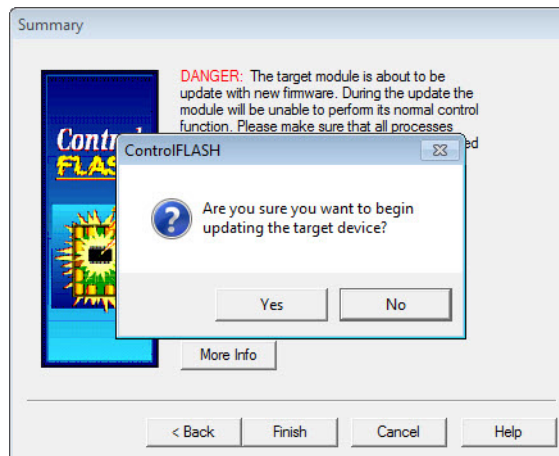 Summary
DANGER: The target module is about to be
update with new firmware. During the update the
module will be unable to perform its normal control
function. Please make sure that all processes
ed
ControlFLASH
Are you sure you want to begin
updating the target device?
Yes
No
More Info
< Back
Finish
Cancel
Help